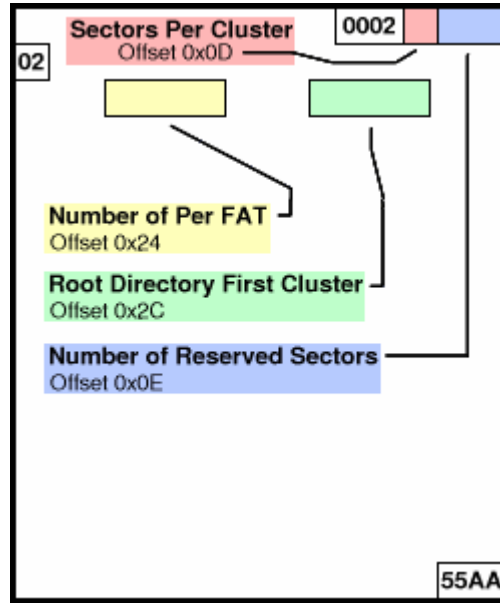 Sectors Per Cluster
Offset 0x0D
0002
02
Number of Per FAT
Offset 0x24
Root Directory First Cluster
Offset 0x2C
Number of Reserved Sectors
Offset 0x0E
55AA